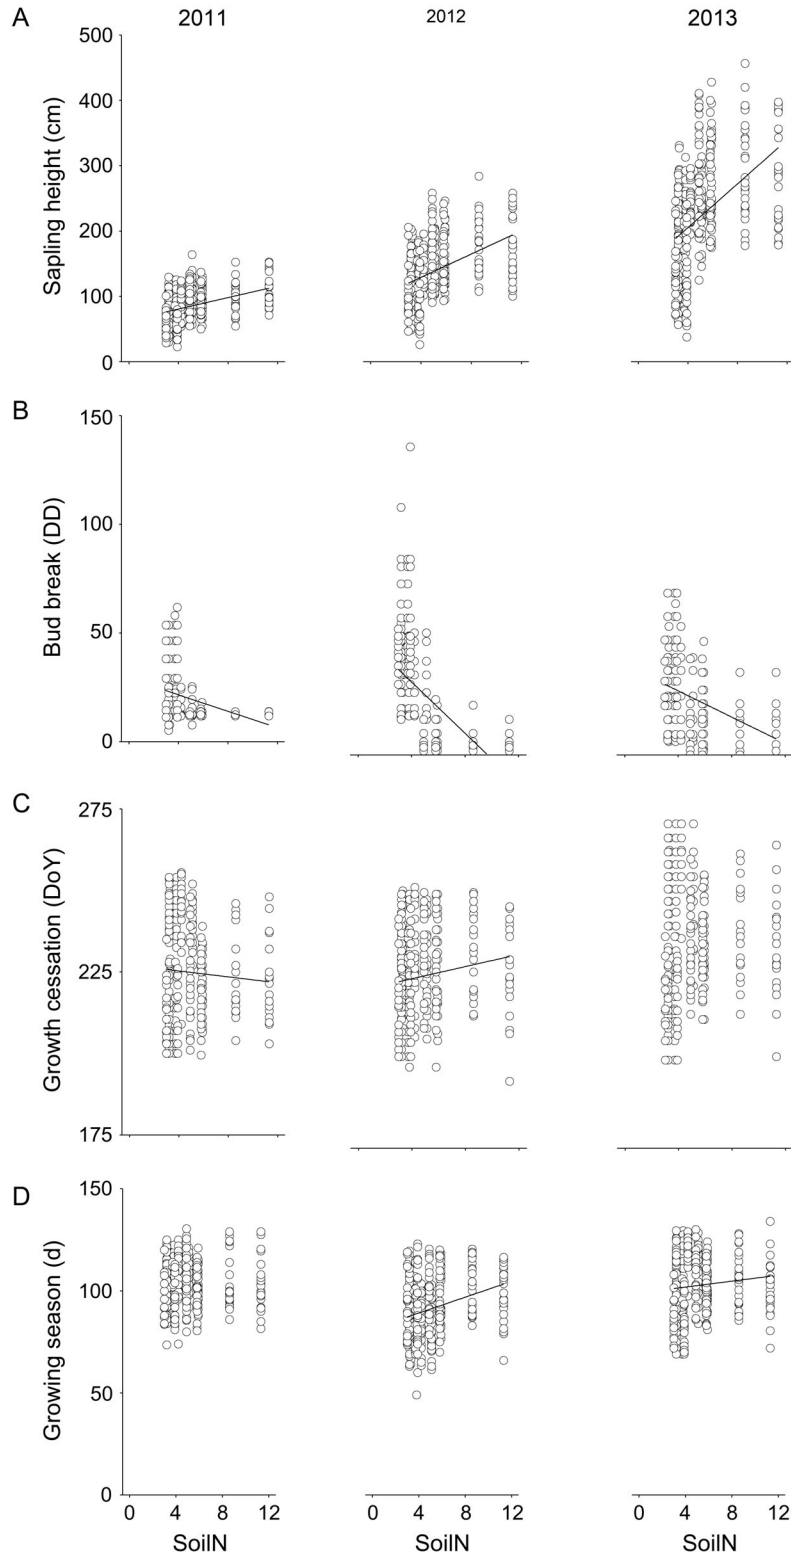 A 2011 2012 2013
500
400
300
200
100
0
Sapling height (cm)
B
150
100
50
0
Bud break (DD)
C
275
225
175
Growth cessation (DoY)
D
150
100
50
0
Growing season (d)
0 4 8 12 0 4 8 12 0 4 8 12
SoilN SoilN SoilN